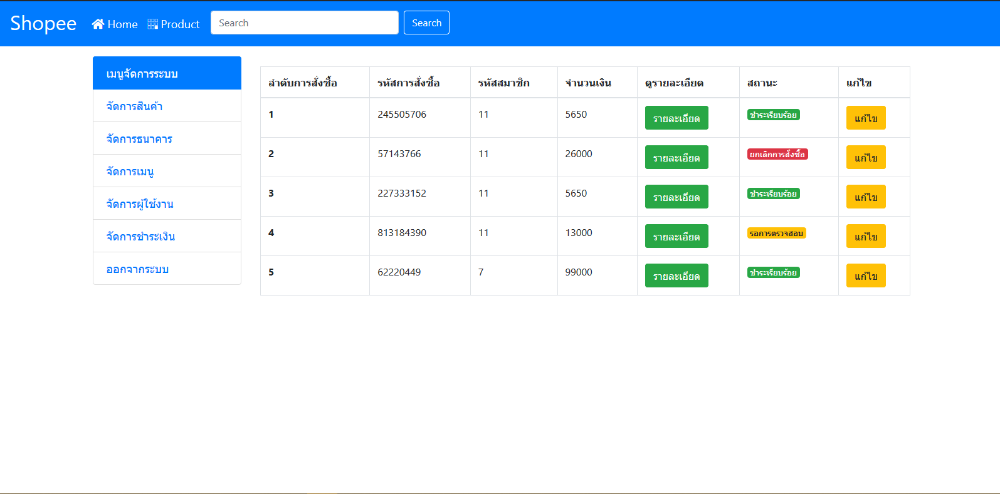 Shopee Home Product Search Search
เมนูจัดการระบบ
จัดการสินค้า
จัดการธนาคาร
จัดการเมนู
จัดการผู้ใช้งาน
จัดการชำระเงิน
ออกจากระบบ
ลำดับการสั่งซื้อ รหัสการสั่งซื้อ รหัสสมาชิก จำนวนเงิน ดูรายละเอียด สถานะ แก้ไข
1 245505706 11 5650 รายละเอียด ชำระเรียบร้อย แก้ไข
2 57143766 11 26000 รายละเอียด ยกเลิกการสั่งซื้อ แก้ไข
3 227333152 11 5650 รายละเอียด ชำระเรียบร้อย แก้ไข
4 813184390 11 13000 รายละเอียด รอการตรวจสอบ แก้ไข
5 62220449 7 99000 รายละเอียด ชำระเรียบร้อย แก้ไข